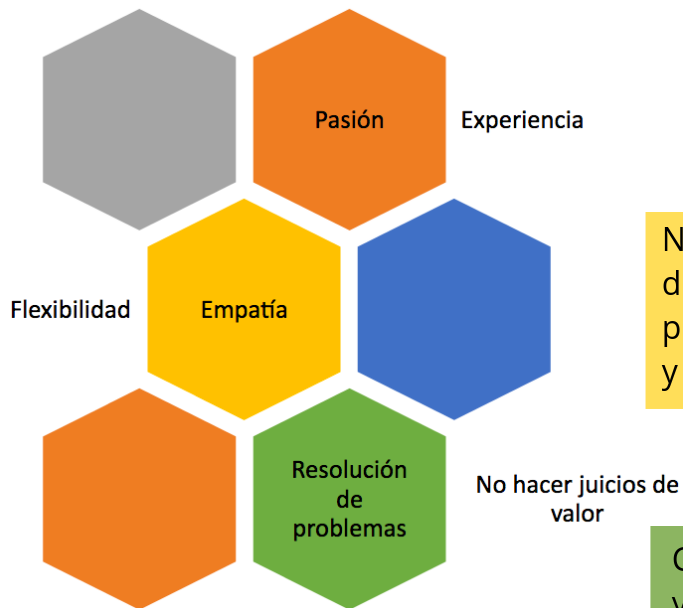 Pasión
Experiencia
Flexibilidad
Empatía
Resolución
de
problemas
No hacer juicios de
valor
y